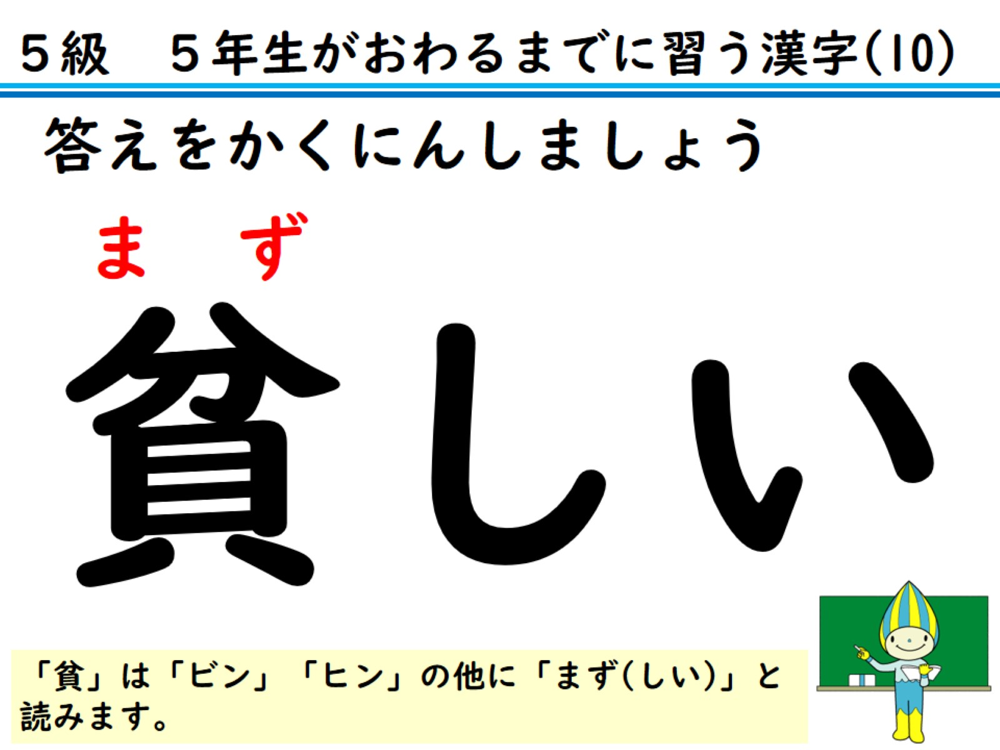 ５級　５年生がおわるまでに習う漢字(10)
答えをかくにんしましょう
まず
貧しい
「貧」は「ビン」「ヒン」の他に「まず(しい)」と
読みます。